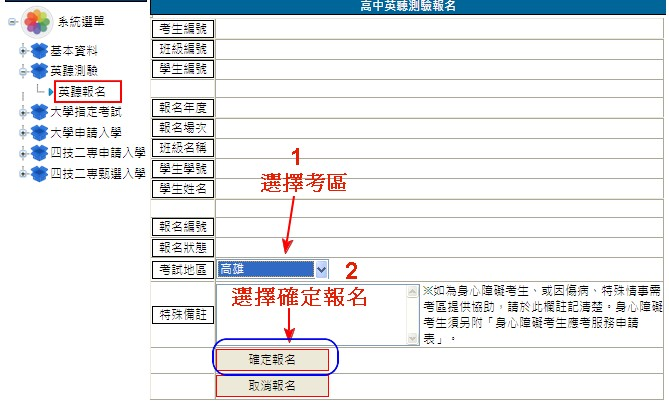 高中英聽測驗報名
系統選單
基本資料
英聽測驗
英聽報名
大學指定考試
大學申請入學
四技二專申請入學
四技二專甄選入學
考生編號
班級編號
學生編號
報名年度
報名場次
班級名稱
學生學號
學生姓名
1
選擇考區
報名編號
報名狀態
考試地區
高雄
2
選擇確定報名
特殊備註
※如為身心障礙考生、或因傷病、特殊情事需
考區提供協助，請於此欄註記清楚。身心障礙
考生須另附「身心障礙考生應考服務申請
表」。
確定報名
取消報名